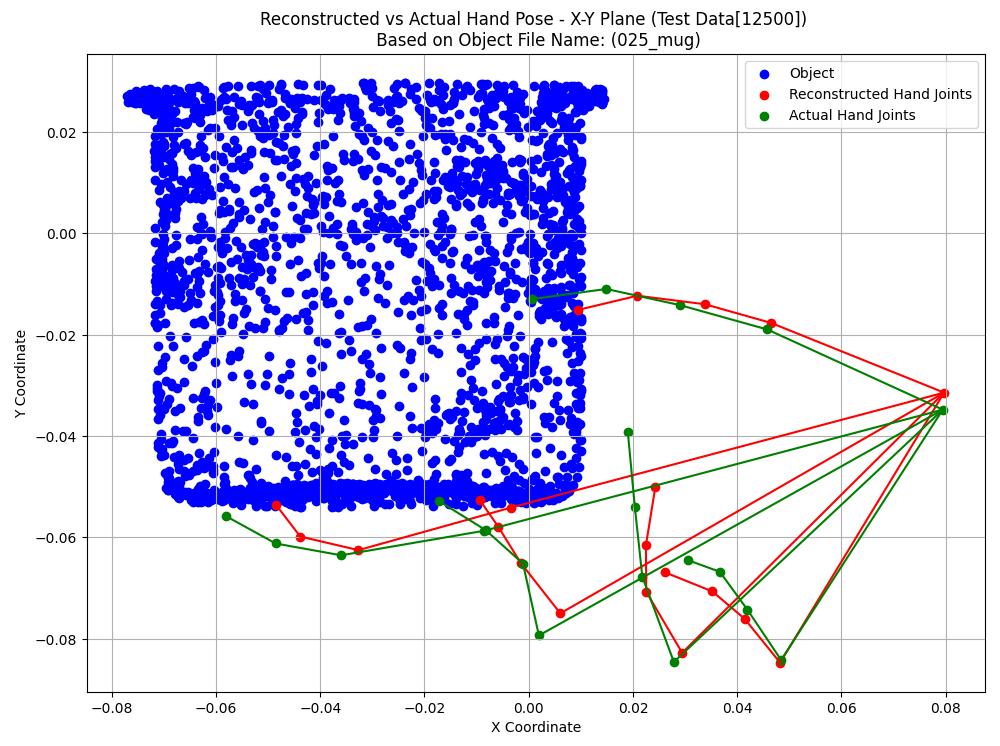 Reconstructed vs Actual Hand Pose - X-Y Plane (Test Data[12500])
Based on Object File Name: (025_mug)
Object
Reconstructed Hand Joints
Actual Hand Joints
Y Coordinate
0.02
0.00
−0.02
−0.04
−0.06
−0.08
−0.08
−0.06
−0.04
−0.02
0.00
0.02
0.04
0.06
0.08
X Coordinate